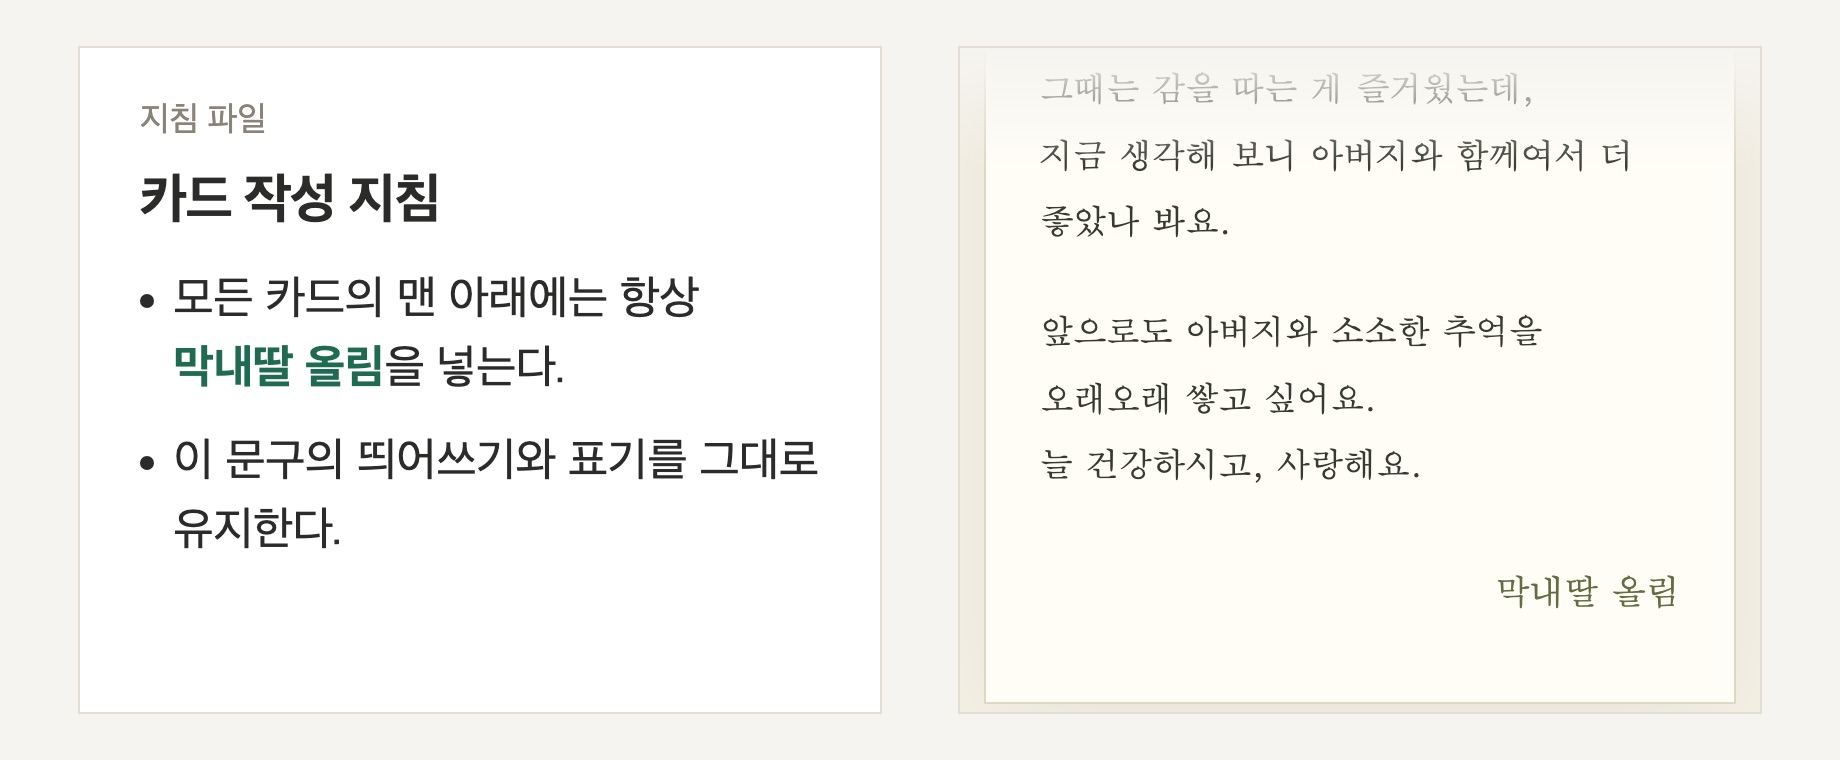 지침 파일
카드 작성 지침
• 모든 카드의 맨 아래에는 항상
막내딸 올림을 넣는다.
• 이 문구의 띄어쓰기와 표기를 그대로
유지한다.
그때는 감을 따는 게 즐거웠는데,
지금 생각해 보니 아버지와 함께여서 더
좋았나 봐요.
앞으로도 아버지와 소소한 추억을
오래오래 쌓고 싶어요.
늘 건강하시고, 사랑해요.
막내딸 올림